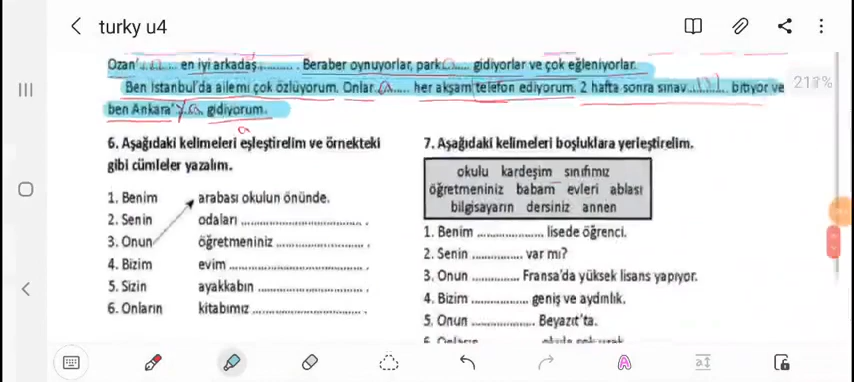 turky u4
Ozan'ın en iyi arkadaş......... . Beraber oynuyorlar, park a..... gidiyorlar ve çok eğleniyorlar.
Ben İstanbul'da ailemi çok özlüyorum. Onlar a..... her akşam telefon ediyorum. 2 hafta sonra sınav........ bitiyor ve
217%
ben Ankara'ya gidiyorum.
a
6. Aşağıdaki kelimeleri eşleştirelim ve örnekteki
gibi cümleler yazalım.
1. Benim arabası okulun önünde.
2. Senin odaları .............................. .
3. Onun öğretmeniniz ...................... .
4. Bizim evim ................................. .
5. Sizin ayakkabın .......................... .
6. Onların kitabımız ........................... .
7. Aşağıdaki kelimeleri boşluklara yerleştirelim.
okulu kardeşim sınıfımız
öğretmeniniz babam evleri ablası
bilgisayarın dersiniz annen
1. Benim ................ lisede öğrenci.
2. Senin ............ var mı?
3. Onun ........... Fransa'da yüksek lisans yapıyor.
4. Bizim ............. geniş ve aydınlık.
5. Onun ............... Beyazıt'ta.
6. Onların